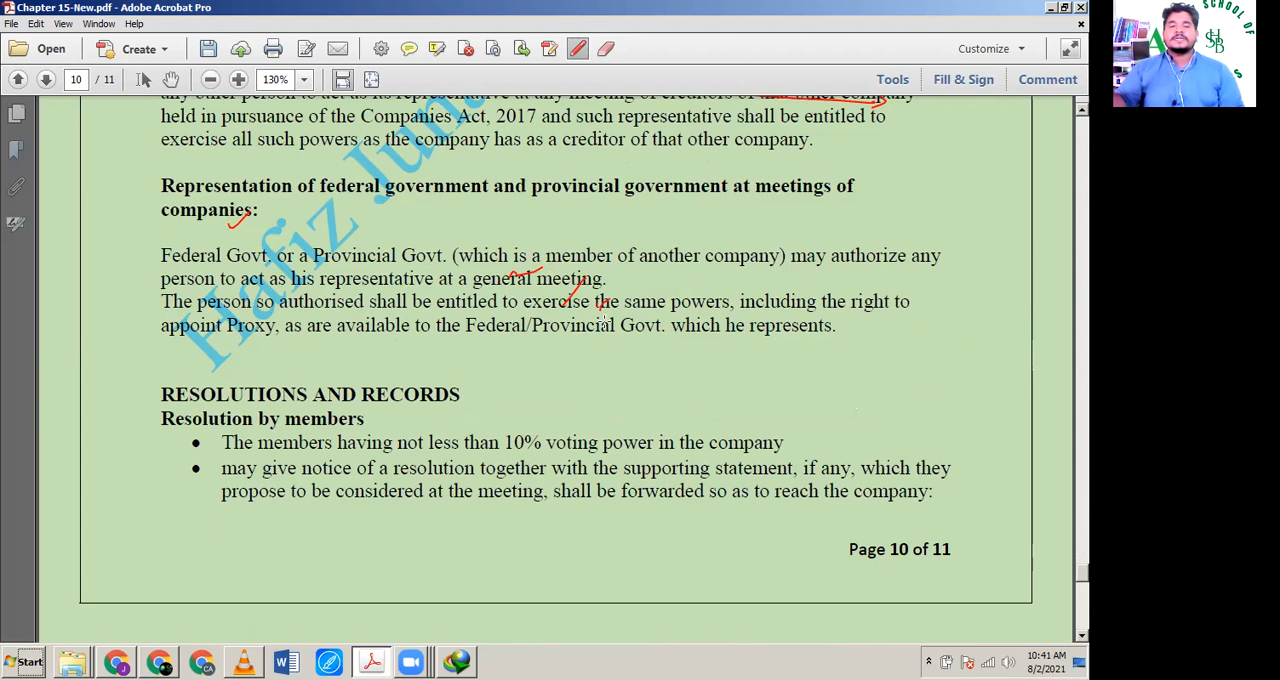 Chapter 15-New.pdf - Adobe Acrobat Pro
File Edit View Window Help
Open Create Customize
10 / 11 130% Tools Fill & Sign Comment
held in pursuance of the Companies Act, 2017 and such representative shall be entitled to
exercise all such powers as the company has as a creditor of that other company.
Representation of federal government and provincial government at meetings of
companies:
Federal Govt. or a Provincial Govt. (which is a member of another company) may authorize any
person to act as his representative at a general meeting.
The person so authorised shall be entitled to exercise the same powers, including the right to
appoint Proxy, as are available to the Federal/Provincial Govt. which he represents.
RESOLUTIONS AND RECORDS
Resolution by members
• The members having not less than 10% voting power in the company
• may give notice of a resolution together with the supporting statement, if any, which they
propose to be considered at the meeting, shall be forwarded so as to reach the company:
Page 10 of 11
Hafiz Jun
SCHOOL OF
Start
10:41 AM
8/2/2021